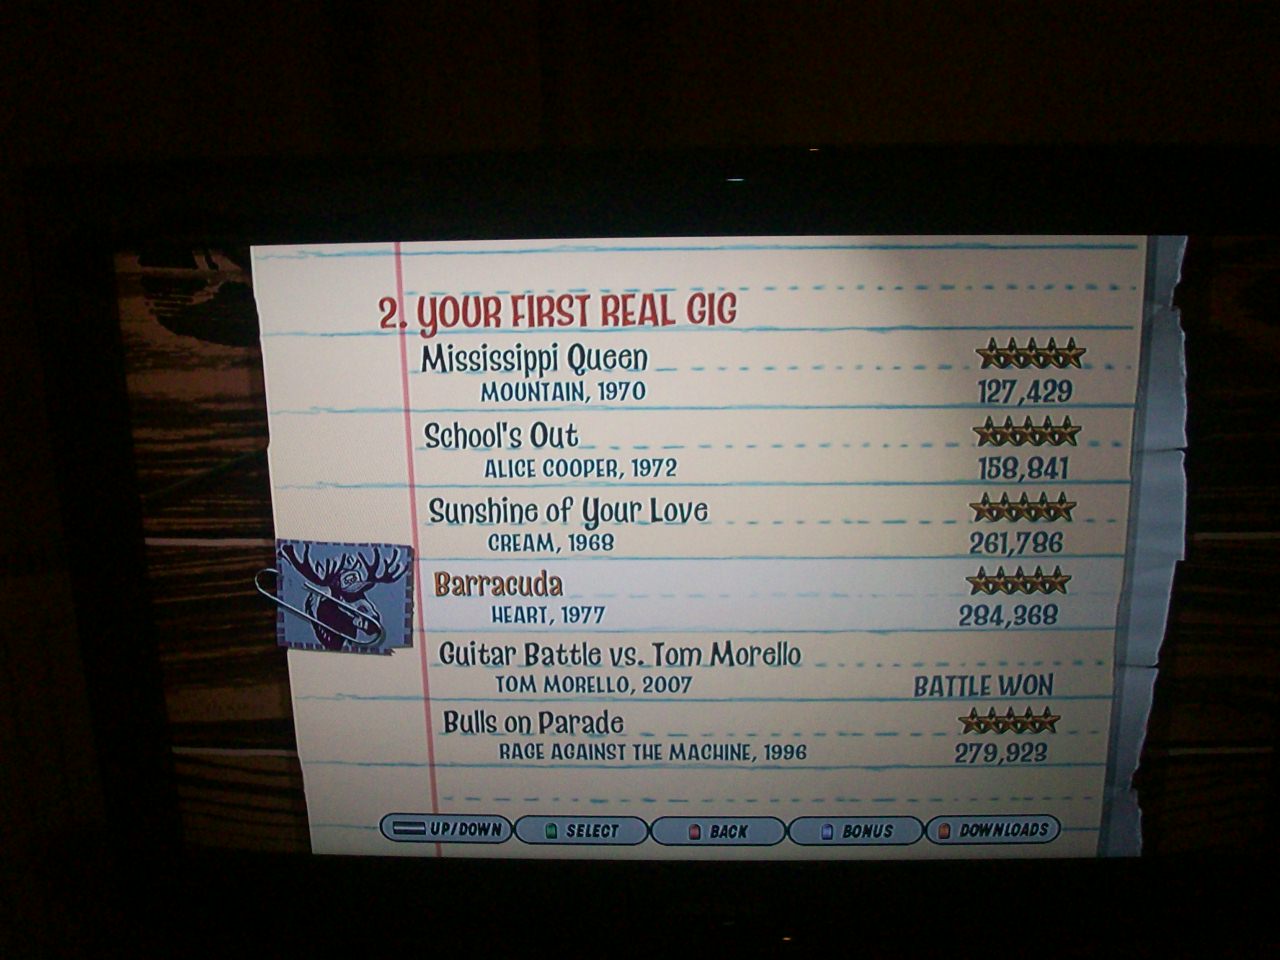 2. YOUR FIRST REAL GIG
Mississippi Queen
MOUNTAIN, 1970 127,429
School's Out
ALICE COOPER, 1972 158,841
Sunshine of Your Love
CREAM, 1968 261,786
Barracuda
HEART, 1977 284,368
Guitar Battle vs. Tom Morello
TOM MORELLO, 2007 BATTLE WON
Bulls on Parade
RAGE AGAINST THE MACHINE, 1996 279,923
UP/DOWN SELECT BACK BONUS DOWNLOADS